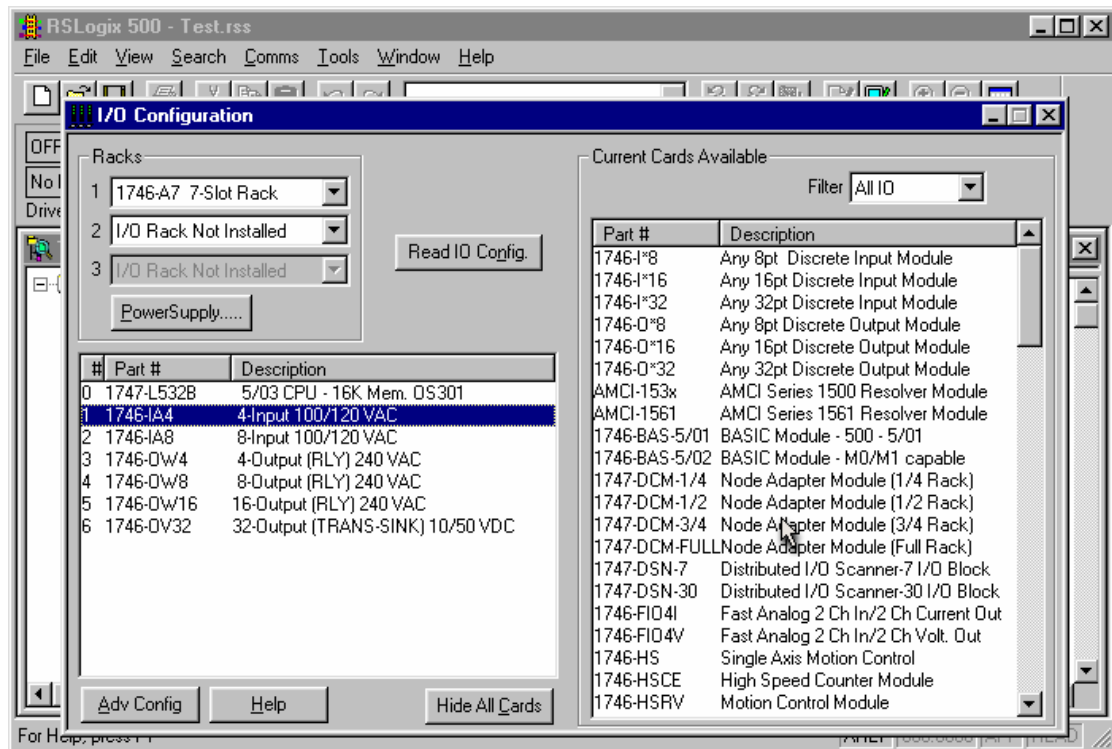 RSLogix 500 - Test.rss
File Edit View Search Comms Tools Window Help
I/O Configuration
OFF
No
Drive
Racks
1 1746-A7 7-Slot Rack
2 I/O Rack Not Installed
3 I/O Rack Not Installed
PowerSupply.....
Read IO Config.
# Part # Description
0 1747-L532B 5/03 CPU - 16K Mem. OS301
1 1746-IA4 4-Input 100/120 VAC
2 1746-IA8 8-Input 100/120 VAC
3 1746-OW4 4-Output (RLY) 240 VAC
4 1746-OW8 8-Output (RLY) 240 VAC
5 1746-OW16 16-Output (RLY) 240 VAC
6 1746-OV32 32-Output (TRANS-SINK) 10/50 VDC
Adv Config Help Hide All Cards
Current Cards Available
Filter All IO
Part # Description
1746-I*8 Any 8pt Discrete Input Module
1746-I*16 Any 16pt Discrete Input Module
1746-I*32 Any 32pt Discrete Input Module
1746-O*8 Any 8pt Discrete Output Module
1746-O*16 Any 16pt Discrete Output Module
1746-O*32 Any 32pt Discrete Output Module
AMCI-153x AMCI Series 1500 Resolver Module
AMCI-1561 AMCI Series 1561 Resolver Module
1746-BAS-5/01 BASIC Module - 500 - 5/01
1746-BAS-5/02 BASIC Module - M0/M1 capable
1747-DCM-1/4 Node Adapter Module (1/4 Rack)
1747-DCM-1/2 Node Adapter Module (1/2 Rack)
1747-DCM-3/4 Node Adapter Module (3/4 Rack)
1747-DCM-FULL Node Adapter Module (Full Rack)
1747-DSN-7 Distributed I/O Scanner-7 I/O Block
1747-DSN-30 Distributed I/O Scanner-30 I/O Block
1746-FIO4I Fast Analog 2 Ch In/2 Ch Current Out
1746-FIO4V Fast Analog 2 Ch In/2 Ch Volt. Out
1746-HS Single Axis Motion Control
1746-HSCE High Speed Counter Module
1746-HSRV Motion Control Module
For Help, press F1